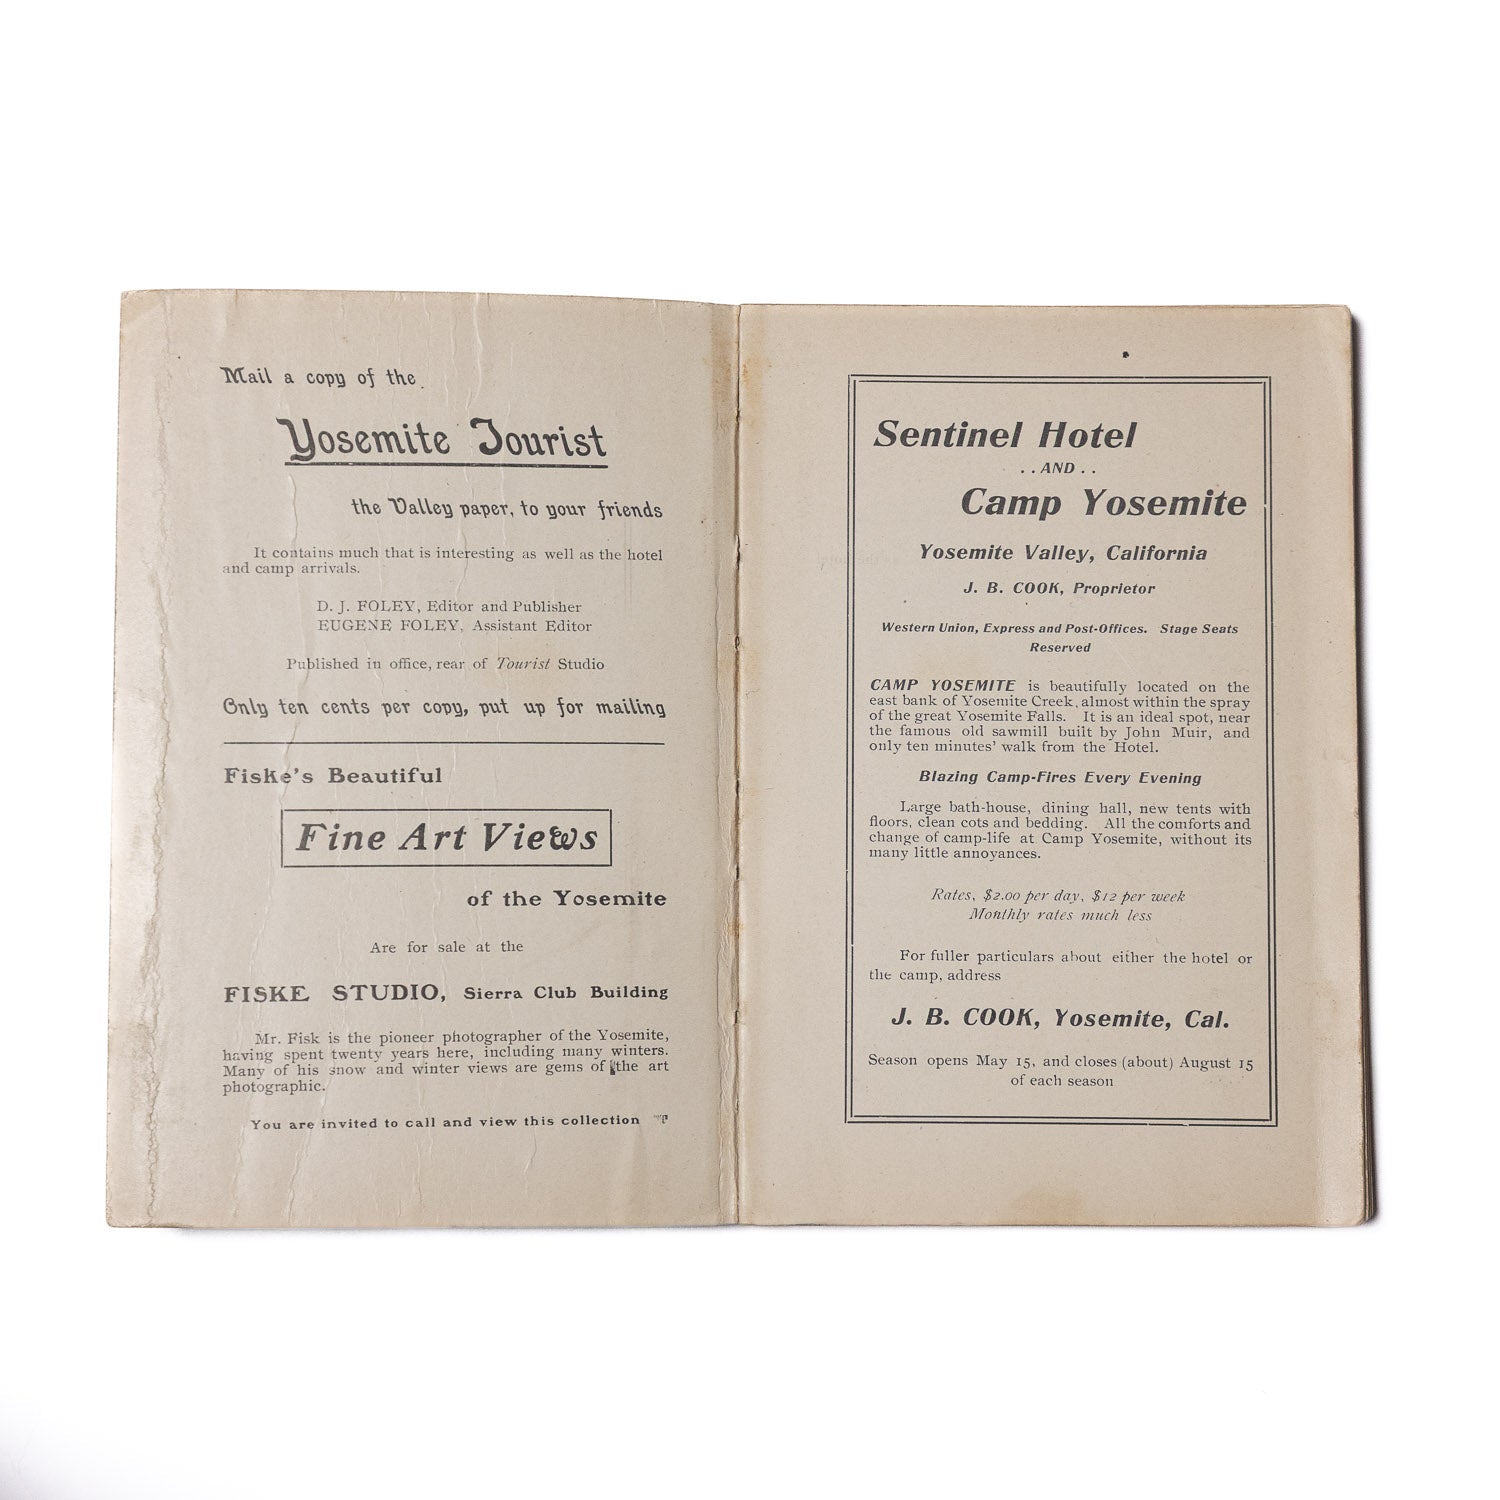 Mail a copy of the
Yosemite Tourist
the Valley paper, to your friends
It contains much that is interesting as well as the hotel
and camp arrivals.
D. J. FOLEY, Editor and Publisher
EUGENE FOLEY, Assistant Editor
Published in office, rear of Tourist Studio
Only ten cents per copy, put up for mailing
Fiske's Beautiful
Fine Art Views
of the Yosemite
Are for sale at the
FISKE STUDIO, Sierra Club Building
Mr. Fisk is the pioneer photographer of the Yosemite,
having spent twenty years here, including many winters.
Many of his snow and winter views are gems of the art
photographic.
You are invited to call and view this collection
Sentinel Hotel
. . AND . .
Camp Yosemite
Yosemite Valley, California
J. B. COOK, Proprietor
Western Union, Express and Post-Offices. Stage Seats
Reserved
CAMP YOSEMITE is beautifully located on the
east bank of Yosemite Creek, almost within the spray
of the great Yosemite Falls. It is an ideal spot, near
the famous old sawmill built by John Muir, and
only ten minutes' walk from the Hotel.
Blazing Camp-Fires Every Evening
Large bath-house, dining hall, new tents with
floors, clean cots and bedding. All the comforts and
change of camp-life at Camp Yosemite, without its
many little annoyances.
Rates, $2.00 per day, $12 per week
Monthly rates much less
For fuller particulars about either the hotel or
the camp, address
J. B. COOK, Yosemite, Cal.
Season opens May 15, and closes (about) August 15
of each season